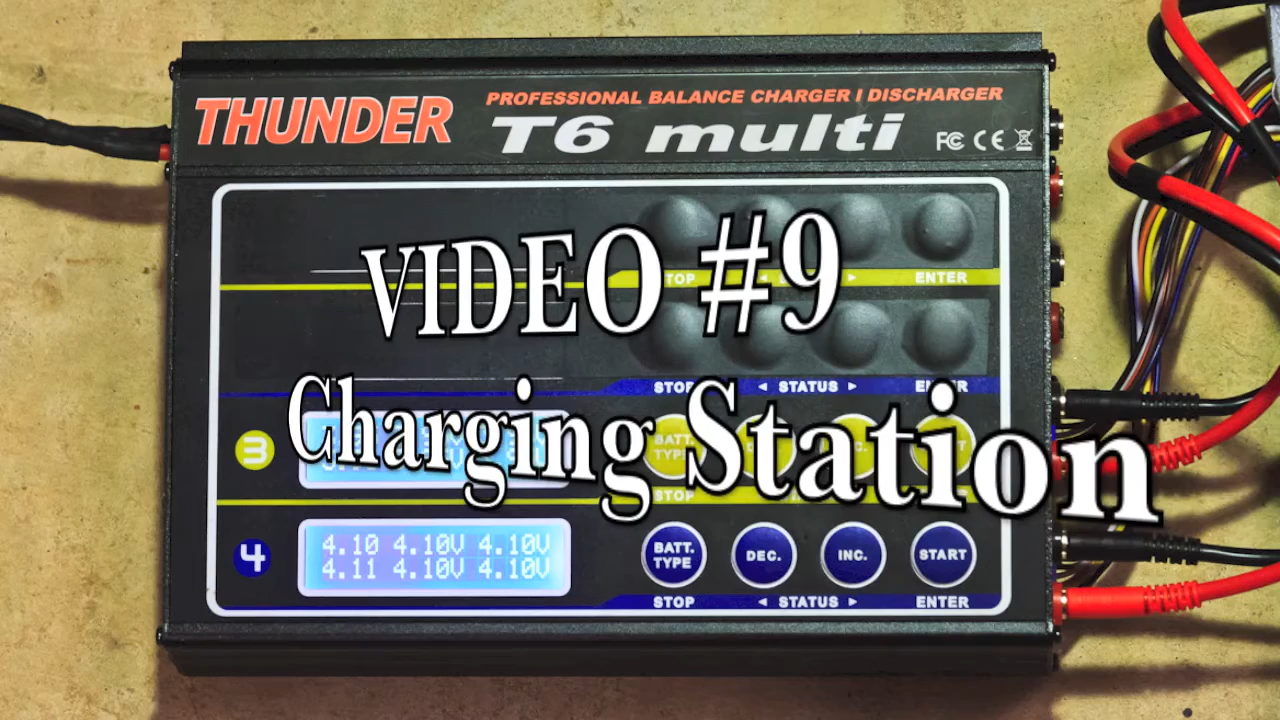 THUNDER
PROFESSIONAL BALANCE CHARGER / DISCHARGER
T6 multi
FC CE
VIDEO #9
STOP ENTER
STOP STATUS ENTER
Charging Station
3 BATT. TYPE
STOP
4 4.10 4.10V 4.10V
4.11 4.10V 4.10V
BATT. TYPE DEC. INC. START
STOP STATUS ENTER